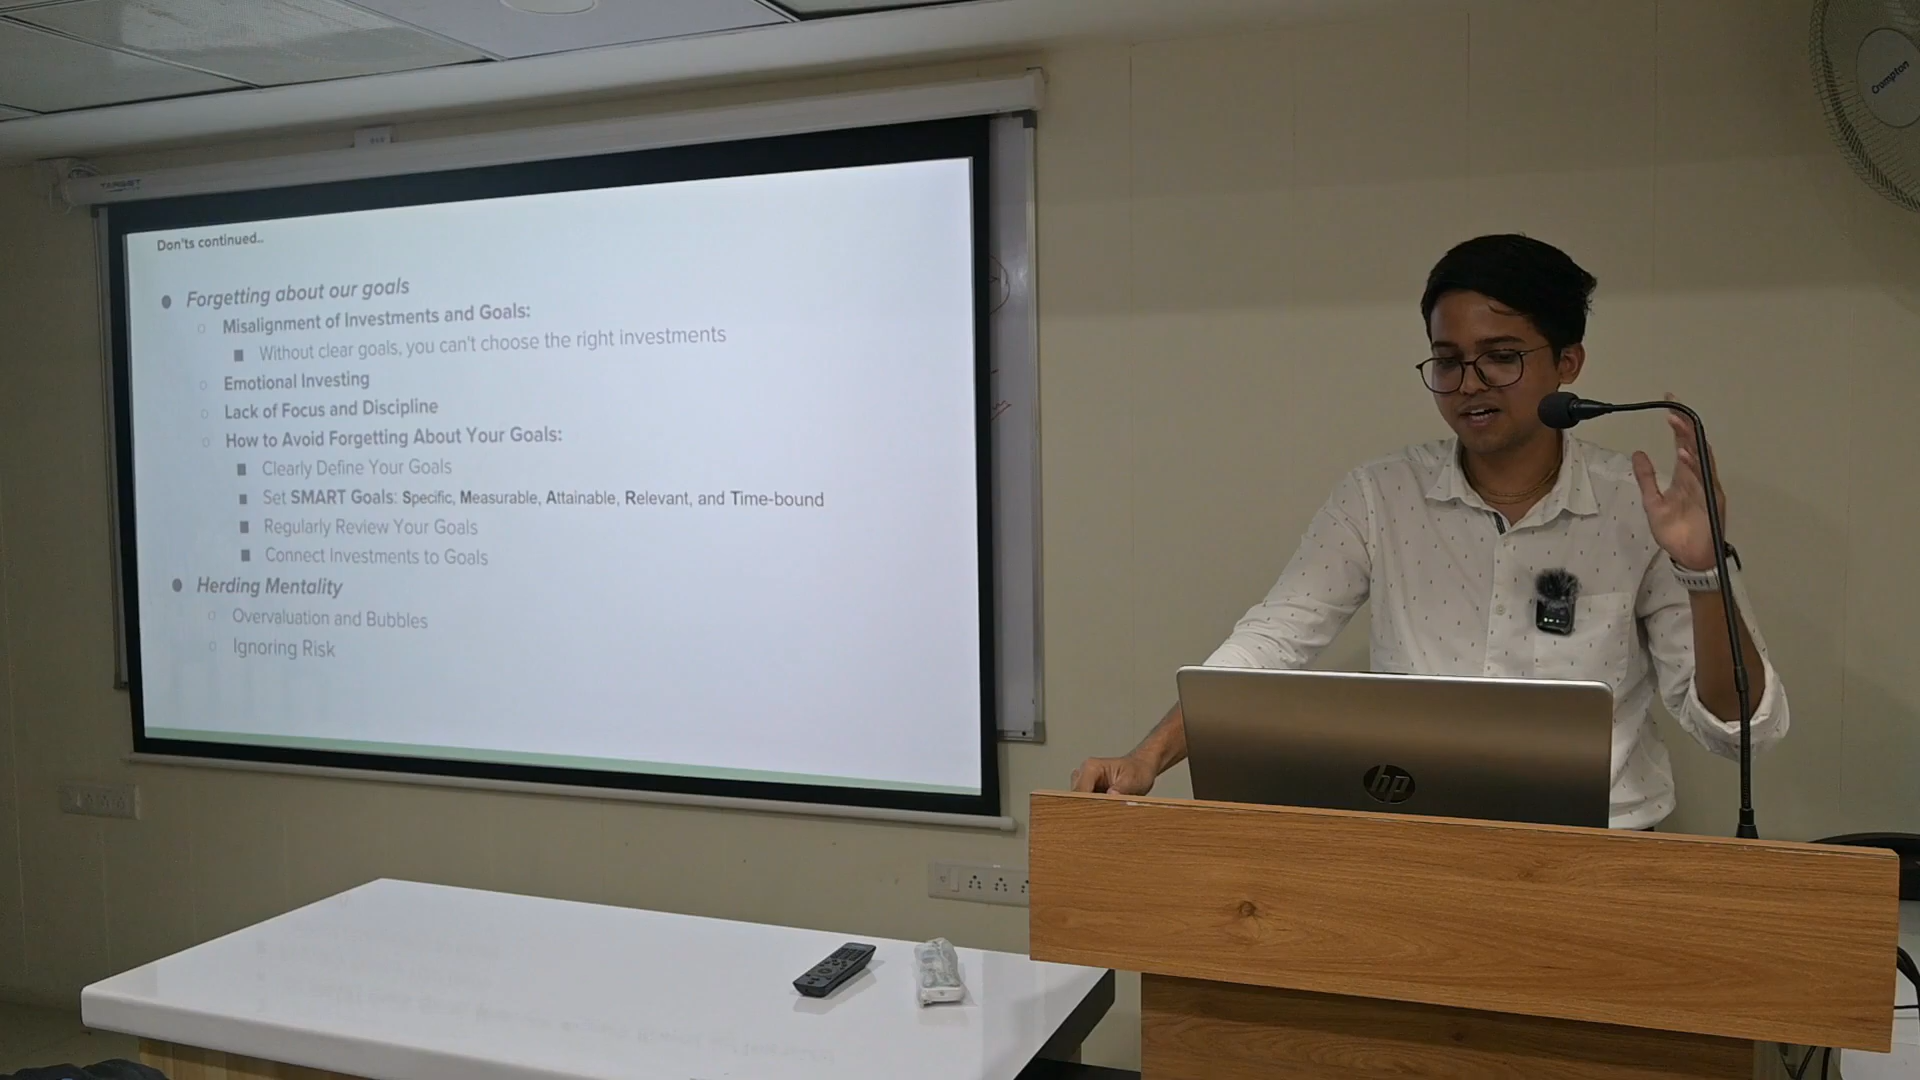 TARGET
Don'ts continued..
Forgetting about our goals
Misalignment of Investments and Goals:
Without clear goals, you can't choose the right investments
Emotional Investing
Lack of Focus and Discipline
How to Avoid Forgetting About Your Goals:
Clearly Define Your Goals
Set SMART Goals: Specific, Measurable, Attainable, Relevant, and Time-bound
Regularly Review Your Goals
Connect Investments to Goals
Herding Mentality
Overvaluation and Bubbles
Ignoring Risk
Crompton
hp